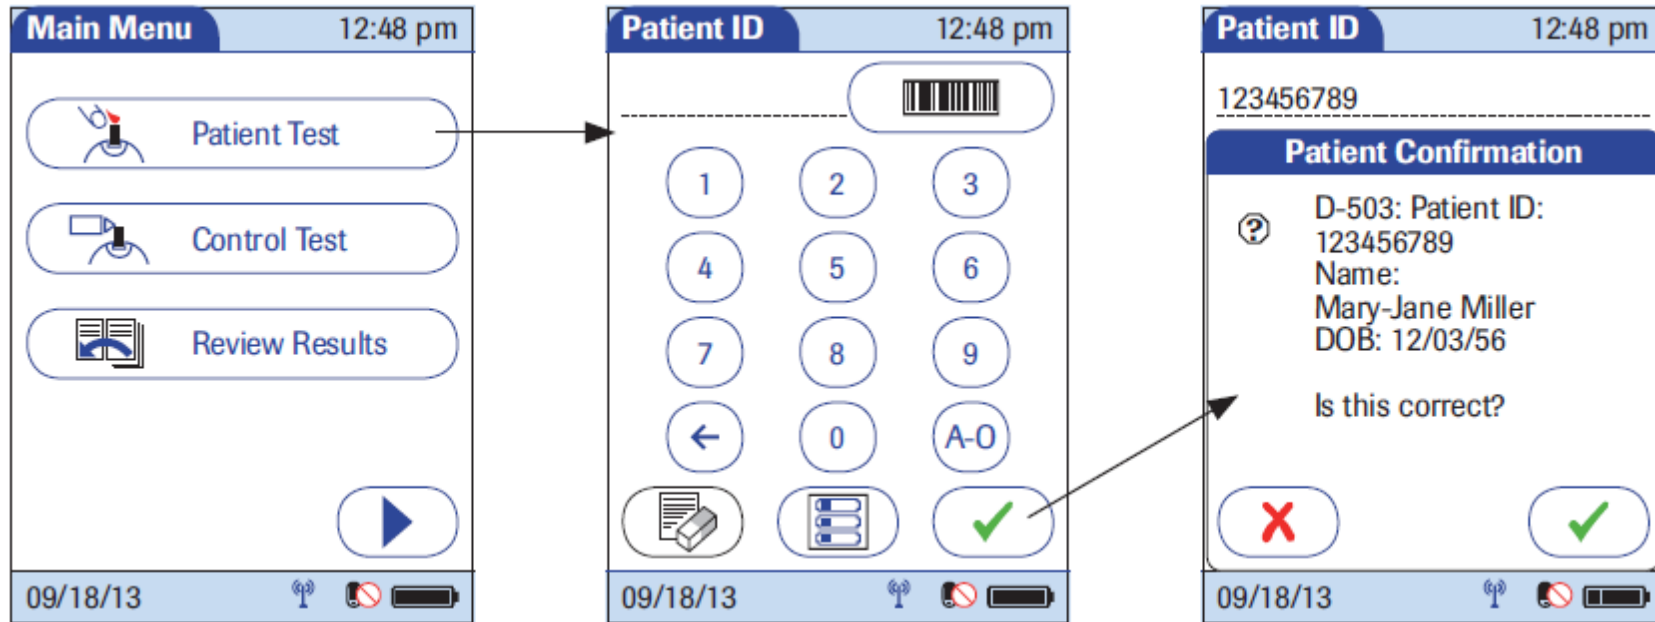 Main Menu 12:48 pm
Patient Test
Control Test
Review Results
09/18/13
Patient ID 12:48 pm
1 2 3
4 5 6
7 8 9
0 A-O
09/18/13
Patient ID 12:48 pm
123456789
Patient Confirmation
D-503: Patient ID:
123456789
Name:
Mary-Jane Miller
DOB: 12/03/56
Is this correct?
09/18/13